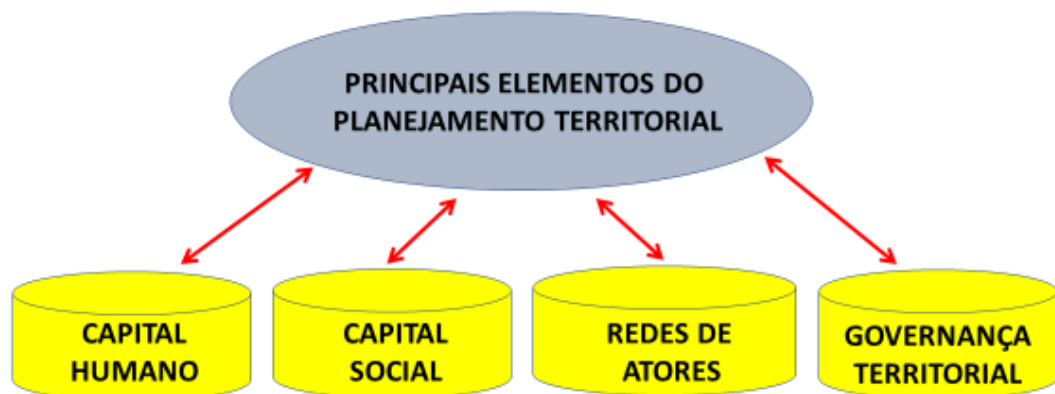 PRINCIPAIS ELEMENTOS DO
PLANEJAMENTO TERRITORIAL
CAPITAL
HUMANO
CAPITAL
SOCIAL
REDES DE
ATORES
GOVERNANÇA
TERRITORIAL